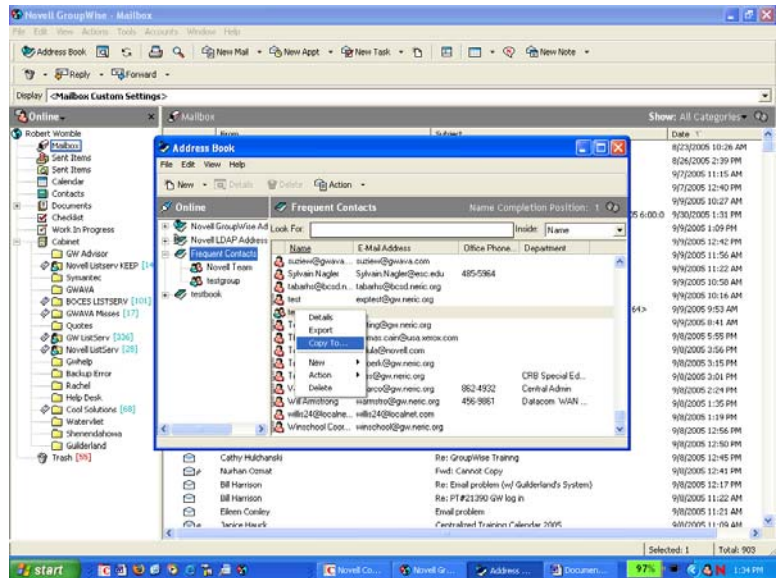 Novell GroupWise - Mailbox
File Edit View Actions Tools Accounts Window Help
Address Book New Mail New Appt New Task New Note
Reply Forward
Display <Mailbox Custom Settings>
Online Mailbox Show: All Categories
Robert Womble
Mailbox
Sent Items
Sent Items
Calendar
Contacts
Documents
Checklist
Work In Progress
Cabinet
GW Advisor
Novell Listserv KEEP
Symantec
GWAVA
BOCES LISTSERV [101]
GWAVA Misses [17]
Quotes
GW ListServ [336]
Novell ListServ [28]
Gwhelp
Backup Error
Rachel
Help Desk
Cool Solutions [68]
Watervliet
Shenendahowa
Guilderland
Trash [55]
Address Book
File Edit View Help
New Details Delete Action
Online Frequent Contacts Name Completion Position: 1
Novell GroupWise Ad
Novell LDAP Address
Frequent Contacts
Novell Team
testgroup
testbook
Look For: Inside: Name
Name E-Mail Address Office Phone... Department
suziew@gwava... suziew@gwava.com
Sylvain Nagler Sylvain.Nagler@esc.edu 485-5964
tabarhs@bcsd.n... tabarhs@bcsd.neric.org
test exptest@gw.neric.org
Details
Export
Copy To...
New
Action
Delete
CRB Special Ed...
862-4932 Central Admin
Will Armstrong warmstro@gw.neric.org 456-9861 Datacom WAN ...
willis24@localne... willis24@localnet.com
Winschool Coor... winschool@gw.neric.org
Date
8/23/2005 10:26 AM
8/26/2005 2:39 PM
9/7/2005 11:15 AM
9/7/2005 12:40 PM
9/9/2005 10:27 AM
9/30/2005 1:31 PM
9/9/2005 1:09 PM
9/9/2005 12:42 PM
9/9/2005 11:56 AM
9/9/2005 11:22 AM
9/9/2005 10:58 AM
9/9/2005 10:16 AM
9/9/2005 9:53 AM
9/9/2005 8:41 AM
9/8/2005 5:55 PM
9/8/2005 3:56 PM
9/8/2005 3:15 PM
9/8/2005 3:01 PM
9/8/2005 2:24 PM
9/8/2005 1:35 PM
9/8/2005 1:19 PM
9/8/2005 12:56 PM
9/8/2005 12:50 PM
Cathy Hulchanski Re: GroupWise Training 9/8/2005 12:45 PM
Nurhan Ozmat Fwd: Cannot Copy 9/8/2005 12:41 PM
Bill Harrison Re: Email problem (w/ Guilderland's System) 9/8/2005 12:17 PM
Bill Harrison Re: PT#21390 GW log in 9/8/2005 11:22 AM
Eileen Comley Email problem 9/8/2005 11:21 AM
Janice Hauck Centralized Training Calendar 2005 9/8/2005 11:09 AM
Selected: 1 Total: 903
start Novell Co... Novell Gr... Address ... Documen... 97% 1:34 PM